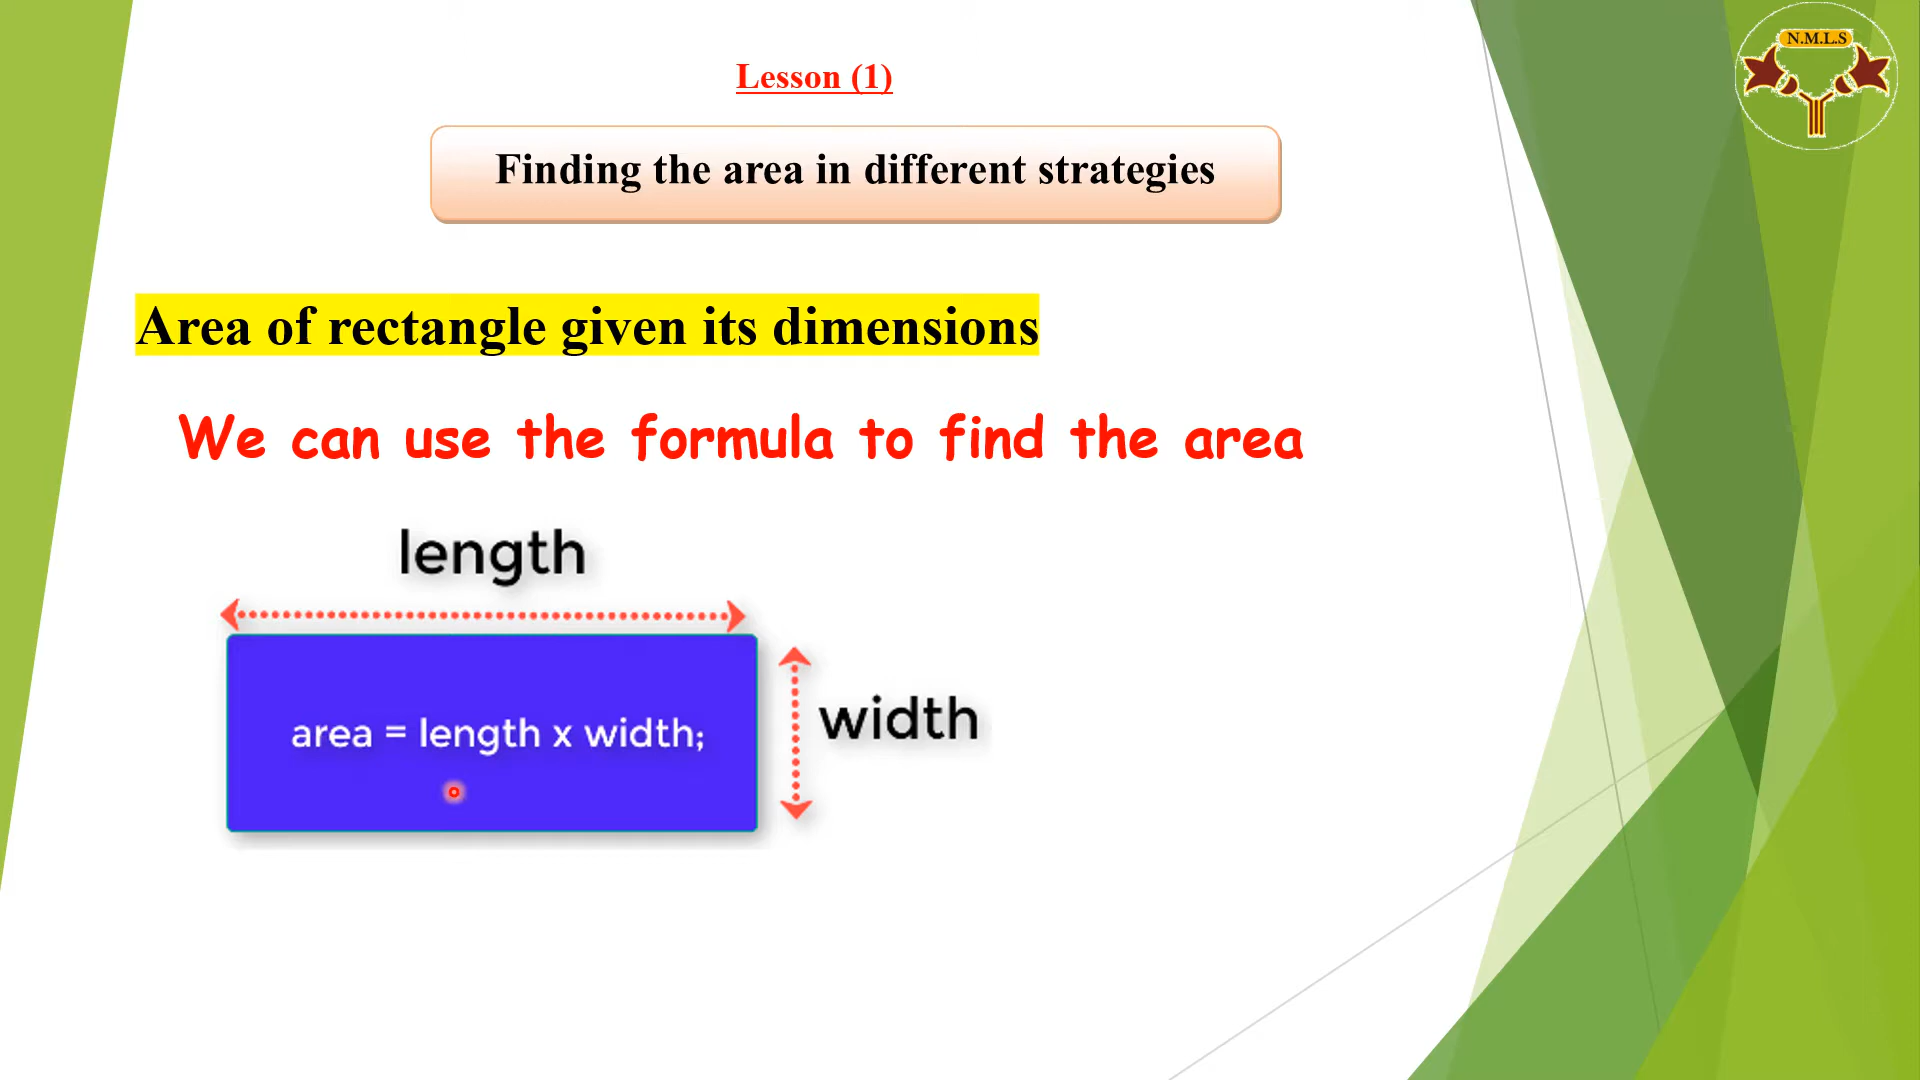 N.M.L.S
Lesson (1)
Finding the area in different strategies
Area of rectangle given its dimensions
We can use the formula to find the area
length
area = length x width;
width